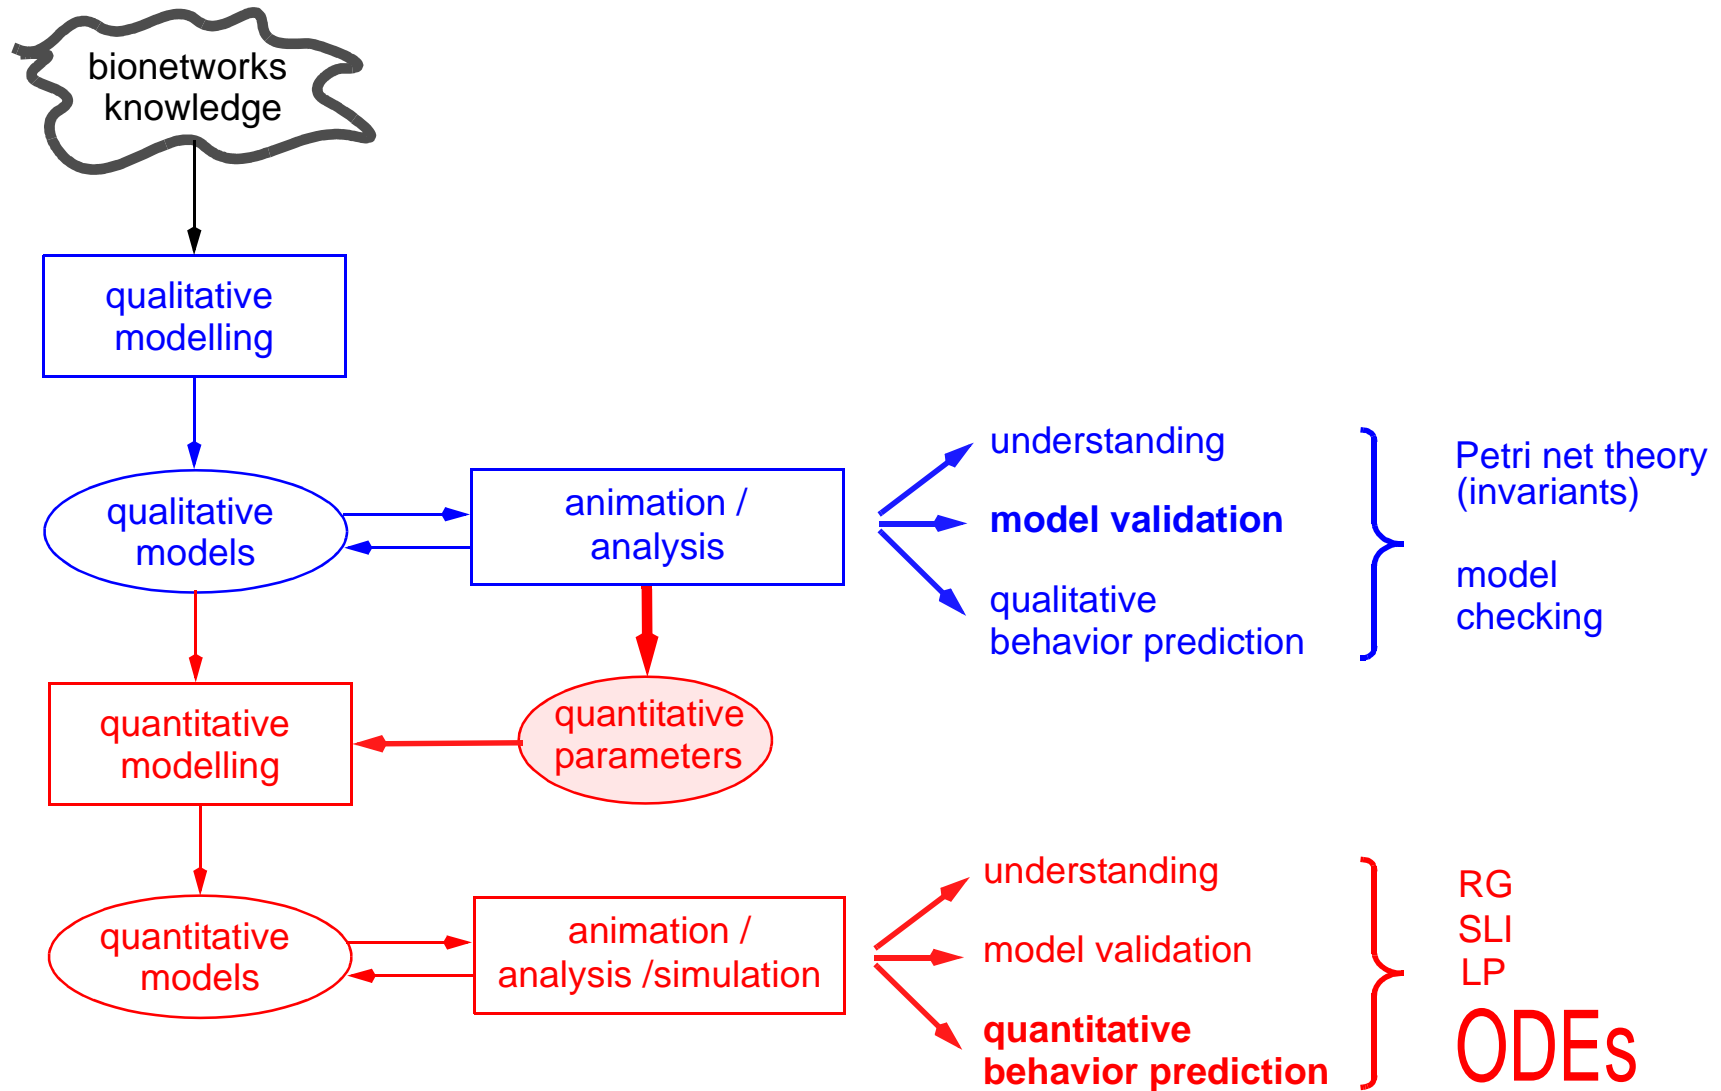 bionetworks
knowledge
qualitative
modelling
qualitative
models
animation /
analysis
understanding
model validation
qualitative
behavior prediction
Petri net theory
(invariants)
model
checking
quantitative
modelling
quantitative
parameters
quantitative
models
animation /
analysis /simulation
understanding
model validation
quantitative
behavior prediction
RG
SLI
LP
ODEs